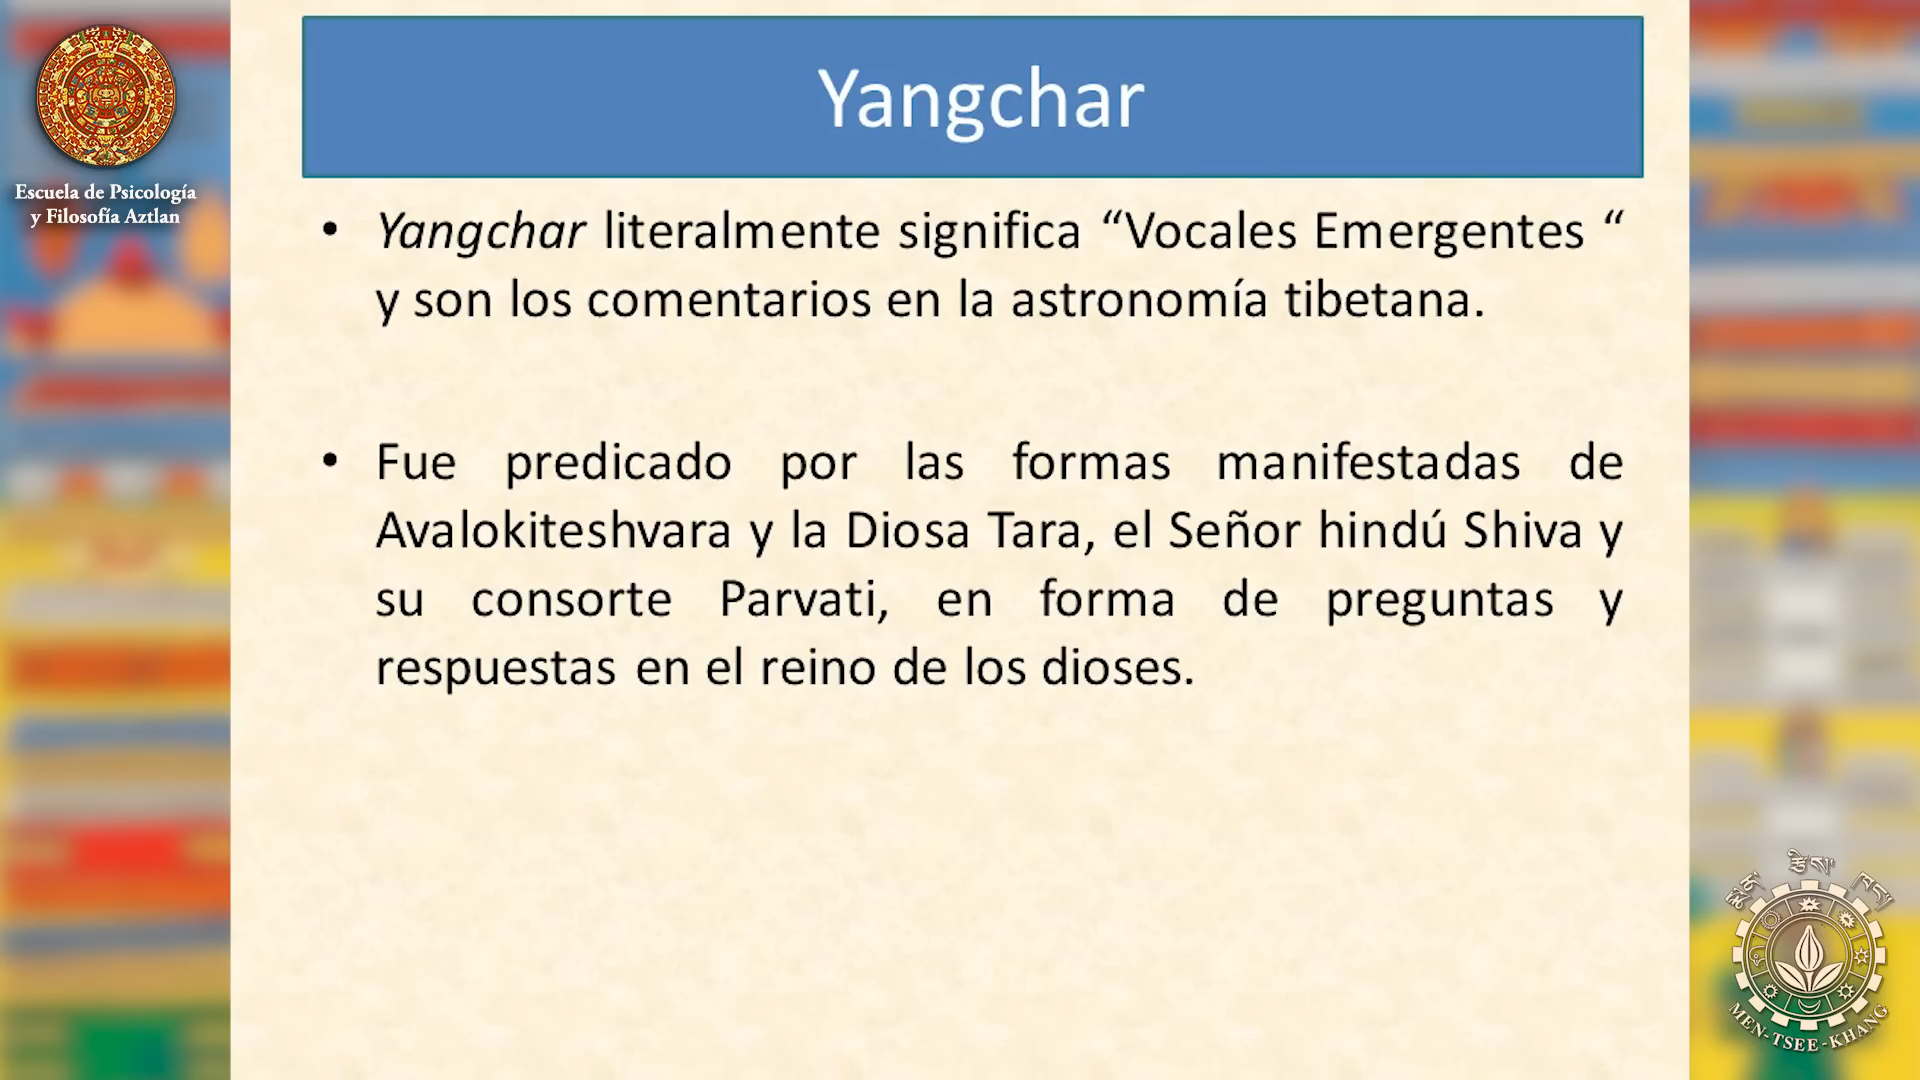 Yangchar
Escuela de Psicología
y Filosofía Aztlan
• Yangchar literalmente significa “Vocales Emergentes “
y son los comentarios en la astronomía tibetana.
• Fue predicado por las formas manifestadas de
Avalokiteshvara y la Diosa Tara, el Señor hindú Shiva y
su consorte Parvati, en forma de preguntas y
respuestas en el reino de los dioses.
སྨན་ རྩིས་ ཁང་
MEN-TSEE-KHANG